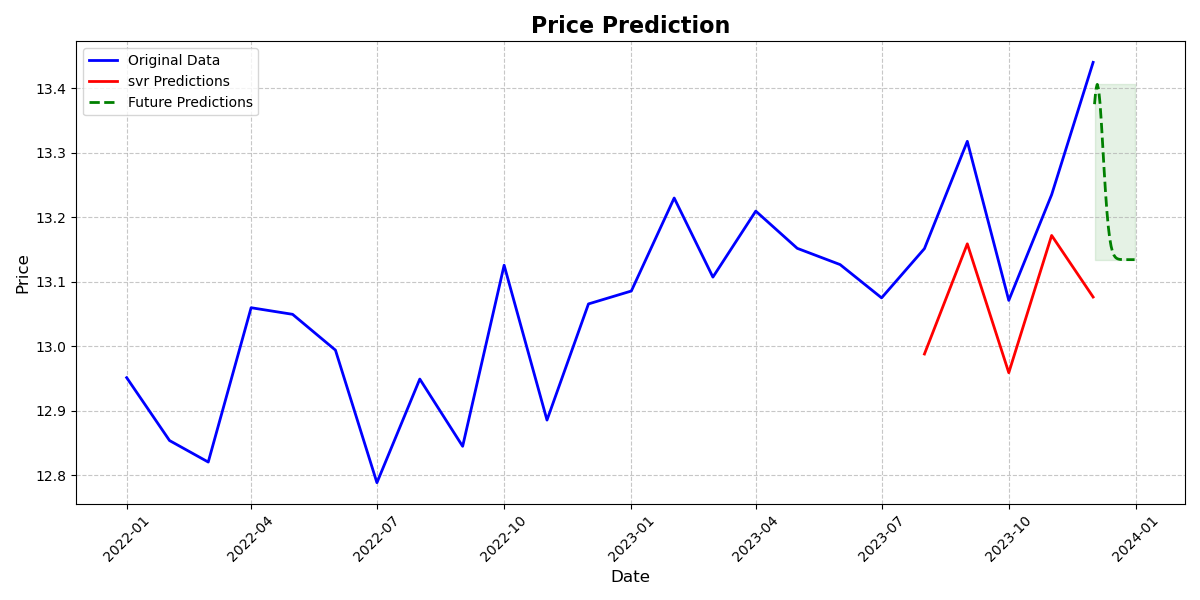 Price Prediction
Original Data
svr Predictions
Future Predictions
Price
13.4
13.3
13.2
13.1
13.0
12.9
12.8
2022-01
2022-04
2022-07
2022-10
2023-01
2023-04
2023-07
2023-10
2024-01
Date